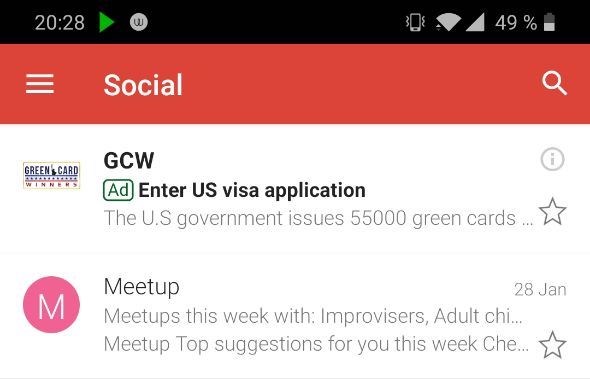 20:28
49 %
Social
GREEN CARD
WINNERS
GCW
Ad Enter US visa application
The U.S government issues 55000 green cards ...
M
Meetup
28 Jan
Meetups this week with: Improvisers, Adult chi...
Meetup Top suggestions for you this week Che...